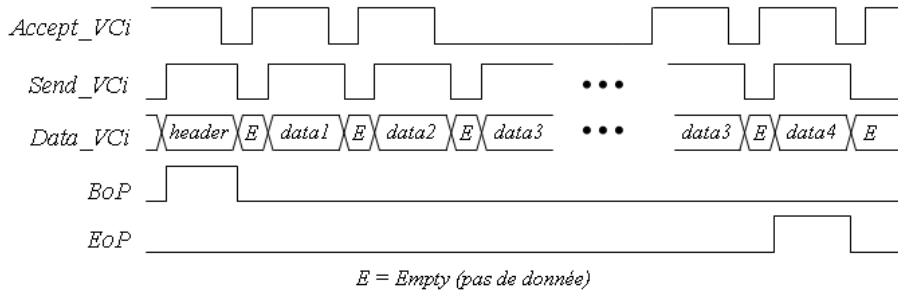 Accept_VCi
Send_VCi
•••
Data_VCi header E data1 E data2 E data3 ••• data3 E data4 E
BoP
EoP
E = Empty (pas de donnée)